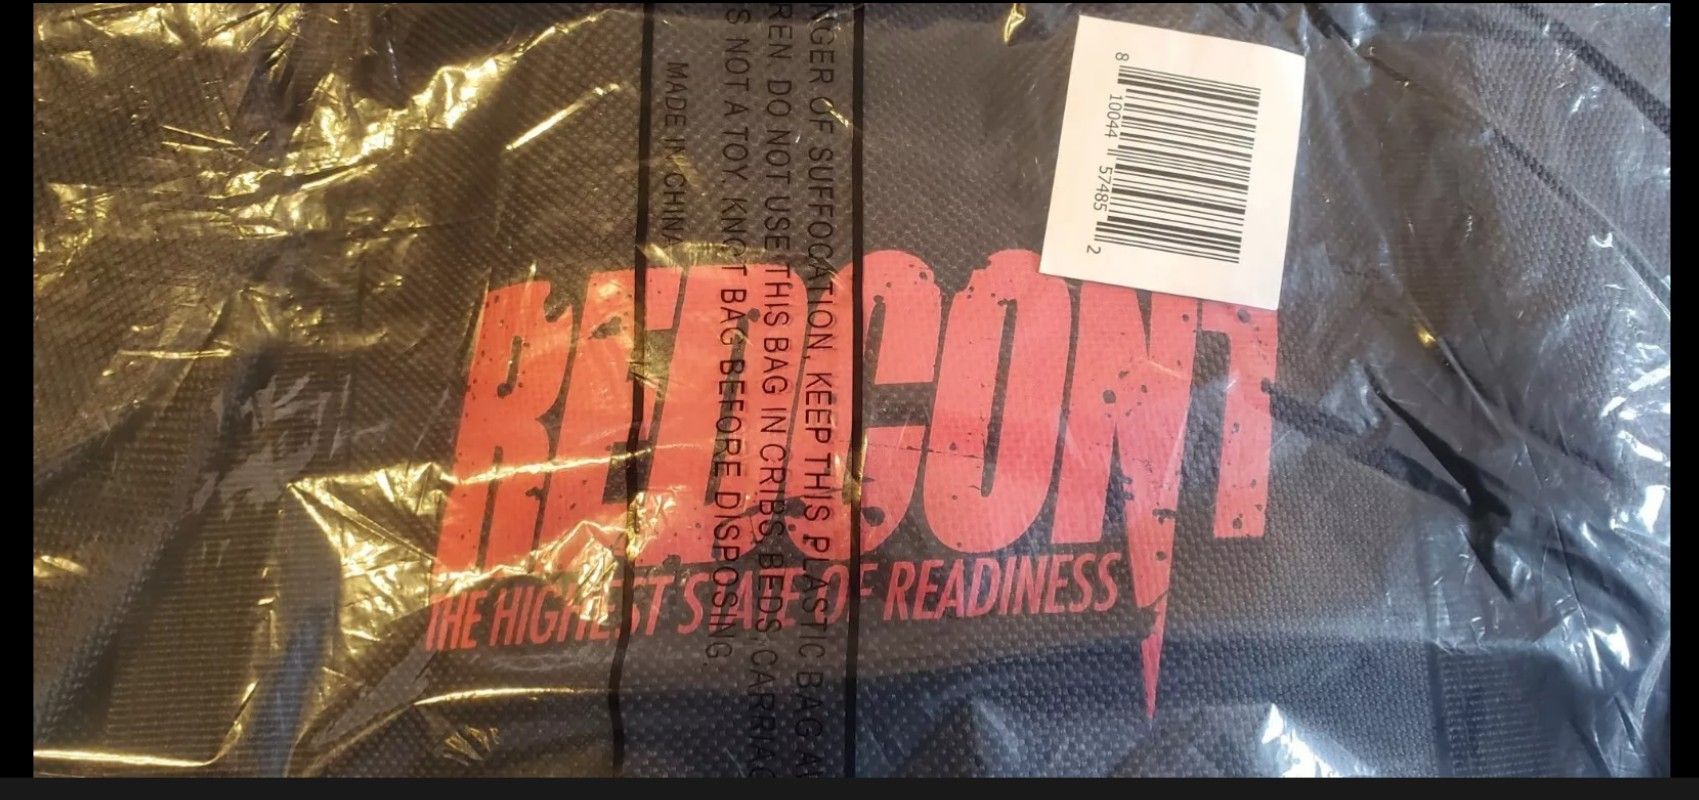 NGER OF SUFFOCATION, KEEP THIS PLASTIC BAG A
REN DO NOT USE THIS BAG IN CRIBS, BEDS, CARRIAG
S NOT A TOY. KNOT BAG BEFORE DISPOSING.
MADE IN CHINA
8 10044 57485 2
REDCON1
THE HIGHEST STATE OF READINESS